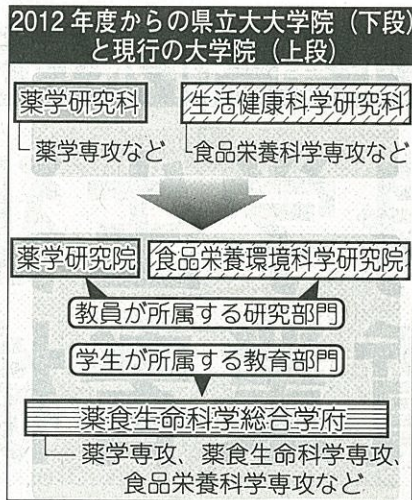 2012年度からの県立大大学院（下段）
と現行の大学院（上段）
薬学研究科
生活健康科学研究科
薬学専攻など
食品栄養科学専攻など
薬学研究院
食品栄養環境科学研究院
教員が所属する研究部門
学生が所属する教育部門
薬食生命科学総合学府
薬学専攻、薬食生命科学専攻、
食品栄養科学専攻など